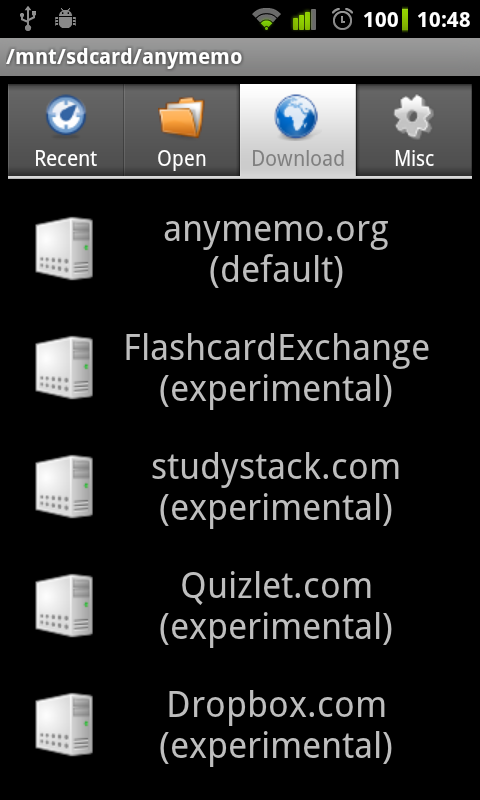 100 10:48
/mnt/sdcard/anymemo
Recent Open Download Misc
anymemo.org
(default)
FlashcardExchange
(experimental)
studystack.com
(experimental)
Quizlet.com
(experimental)
Dropbox.com
(experimental)